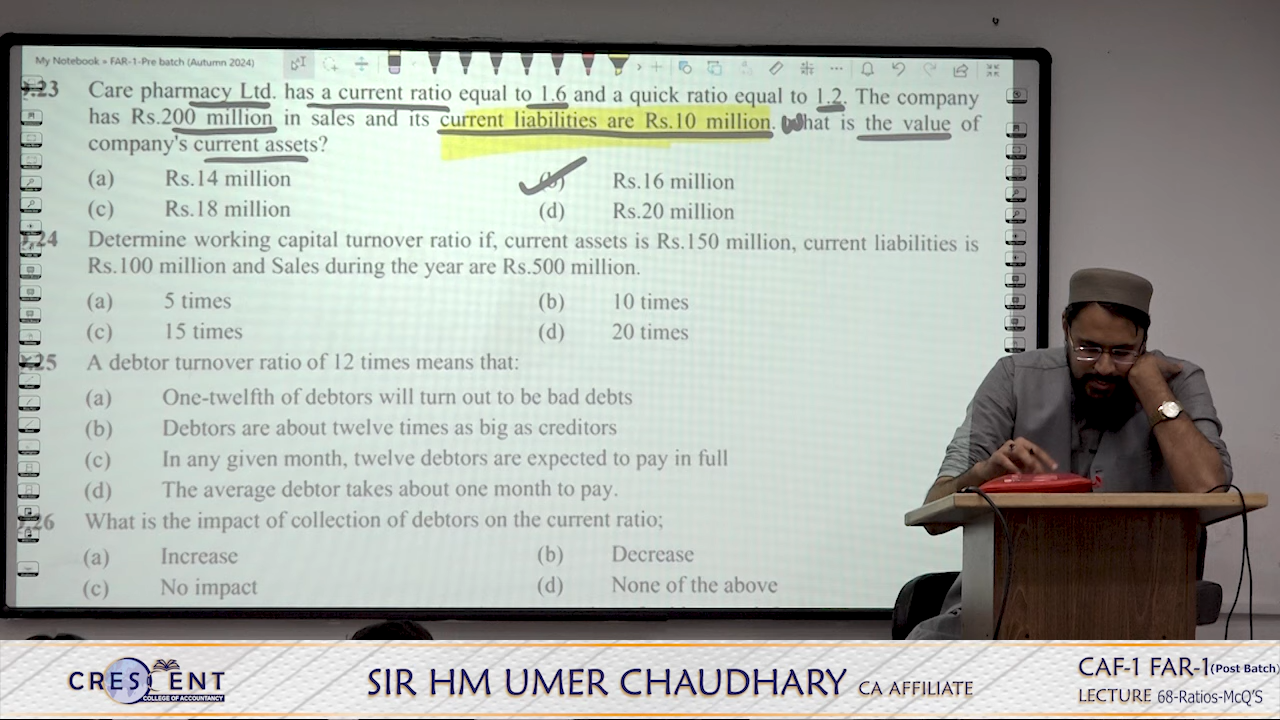 My Notebook » FAR-1-Pre batch (Autumn 2024)
.23 Care pharmacy Ltd. has a current ratio equal to 1.6 and a quick ratio equal to 1.2. The company
has Rs.200 million in sales and its current liabilities are Rs.10 million. What is the value of
company's current assets?
(a) Rs.14 million (b) Rs.16 million
(c) Rs.18 million (d) Rs.20 million
.24 Determine working capital turnover ratio if, current assets is Rs.150 million, current liabilities is
Rs.100 million and Sales during the year are Rs.500 million.
(a) 5 times (b) 10 times
(c) 15 times (d) 20 times
.25 A debtor turnover ratio of 12 times means that:
(a) One-twelfth of debtors will turn out to be bad debts
(b) Debtors are about twelve times as big as creditors
(c) In any given month, twelve debtors are expected to pay in full
(d) The average debtor takes about one month to pay.
.26 What is the impact of collection of debtors on the current ratio;
(a) Increase (b) Decrease
(c) No impact (d) None of the above
CRESCENT
COLLEGE OF ACCOUNTANCY
SIR HM UMER CHAUDHARY CA AFFILIATE
CAF-1 FAR-1(Post Batch)
LECTURE 68-Ratios-McQ'S